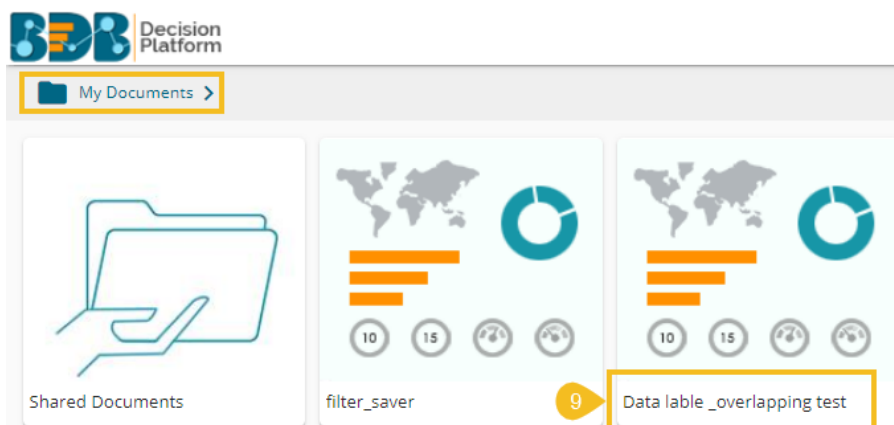 BDB Decision
Platform
My Documents >
10 15
10 15
Shared Documents
filter_saver
9
Data lable _overlapping test